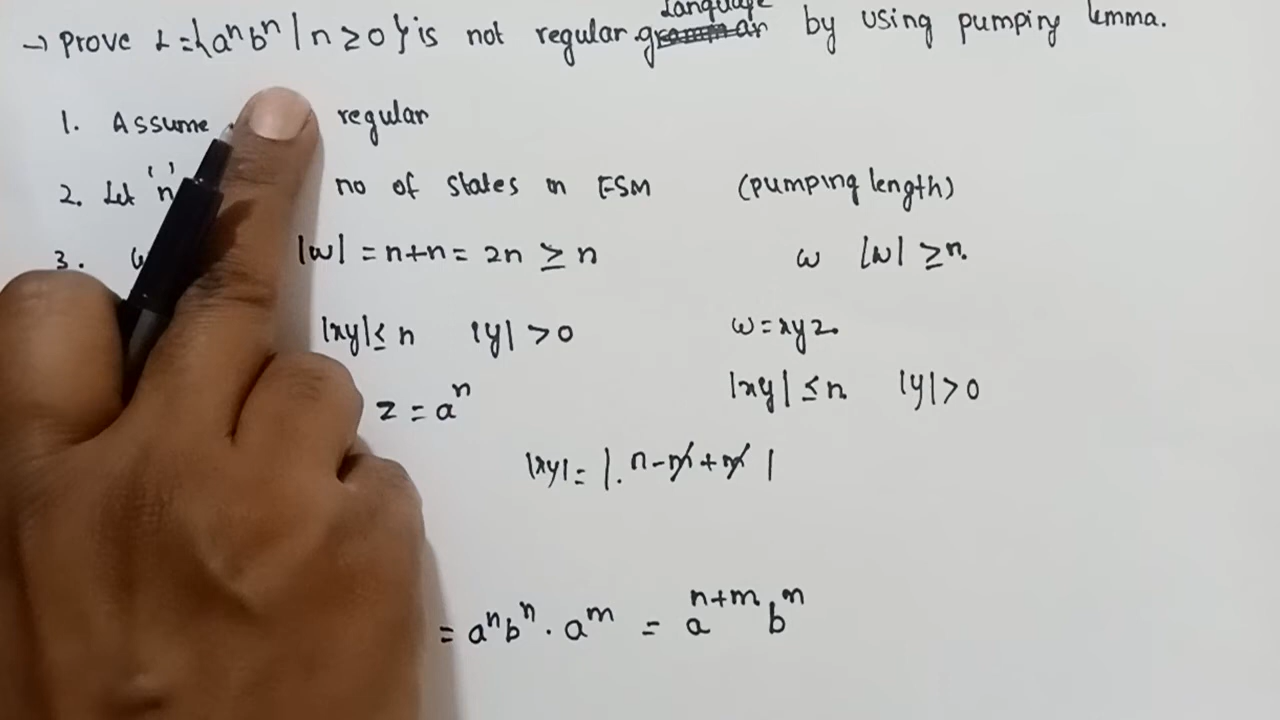 → Prove L = {aⁿbⁿ | n ≥ 0} is not regular Language by using pumping lemma.
1. Assume regular
2. Let 'n' no of states in FSM (pumping length)
3. |w| = n+n = 2n ≥ n w |w| ≥ n.
|xy| ≤ n |y| > 0 w = xyz.
z = aⁿ |xy| ≤ n. |y| > 0
|xy| = |. n-m+m |
= aⁿbⁿ . aᵐ = aⁿ⁺ᵐ bⁿ